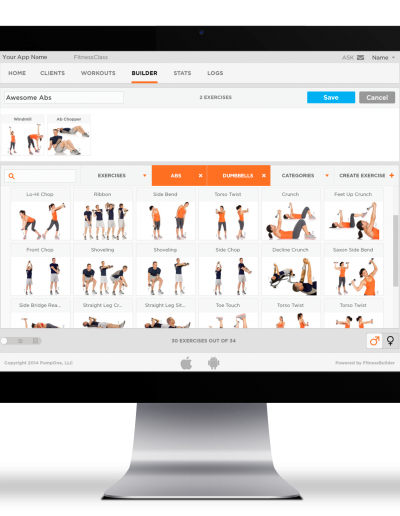 Your App Name FitnessClass ASK Name
HOME CLIENTS WORKOUTS BUILDER STATS LOGS
Awesome Abs 2 EXERCISES Save Cancel
Windmill Ab Chopper
EXERCISES ABS × DUMBBELLS × CATEGORIES CREATE EXERCISE +
Lo-Hi Chop Ribbon Side Bend Torso Twist Crunch Feet Up Crunch
Front Chop Shoveling Shoveling Side Chop Decline Crunch Saxon Side Bend
Side Bridge Rea... Straight Leg Cr... Straight Leg Sit... Toe Touch Torso Twist Torso Twist
30 EXERCISES OUT OF 34
Copyright 2014 PumpOne, LLC Powered by FitnessBuilder